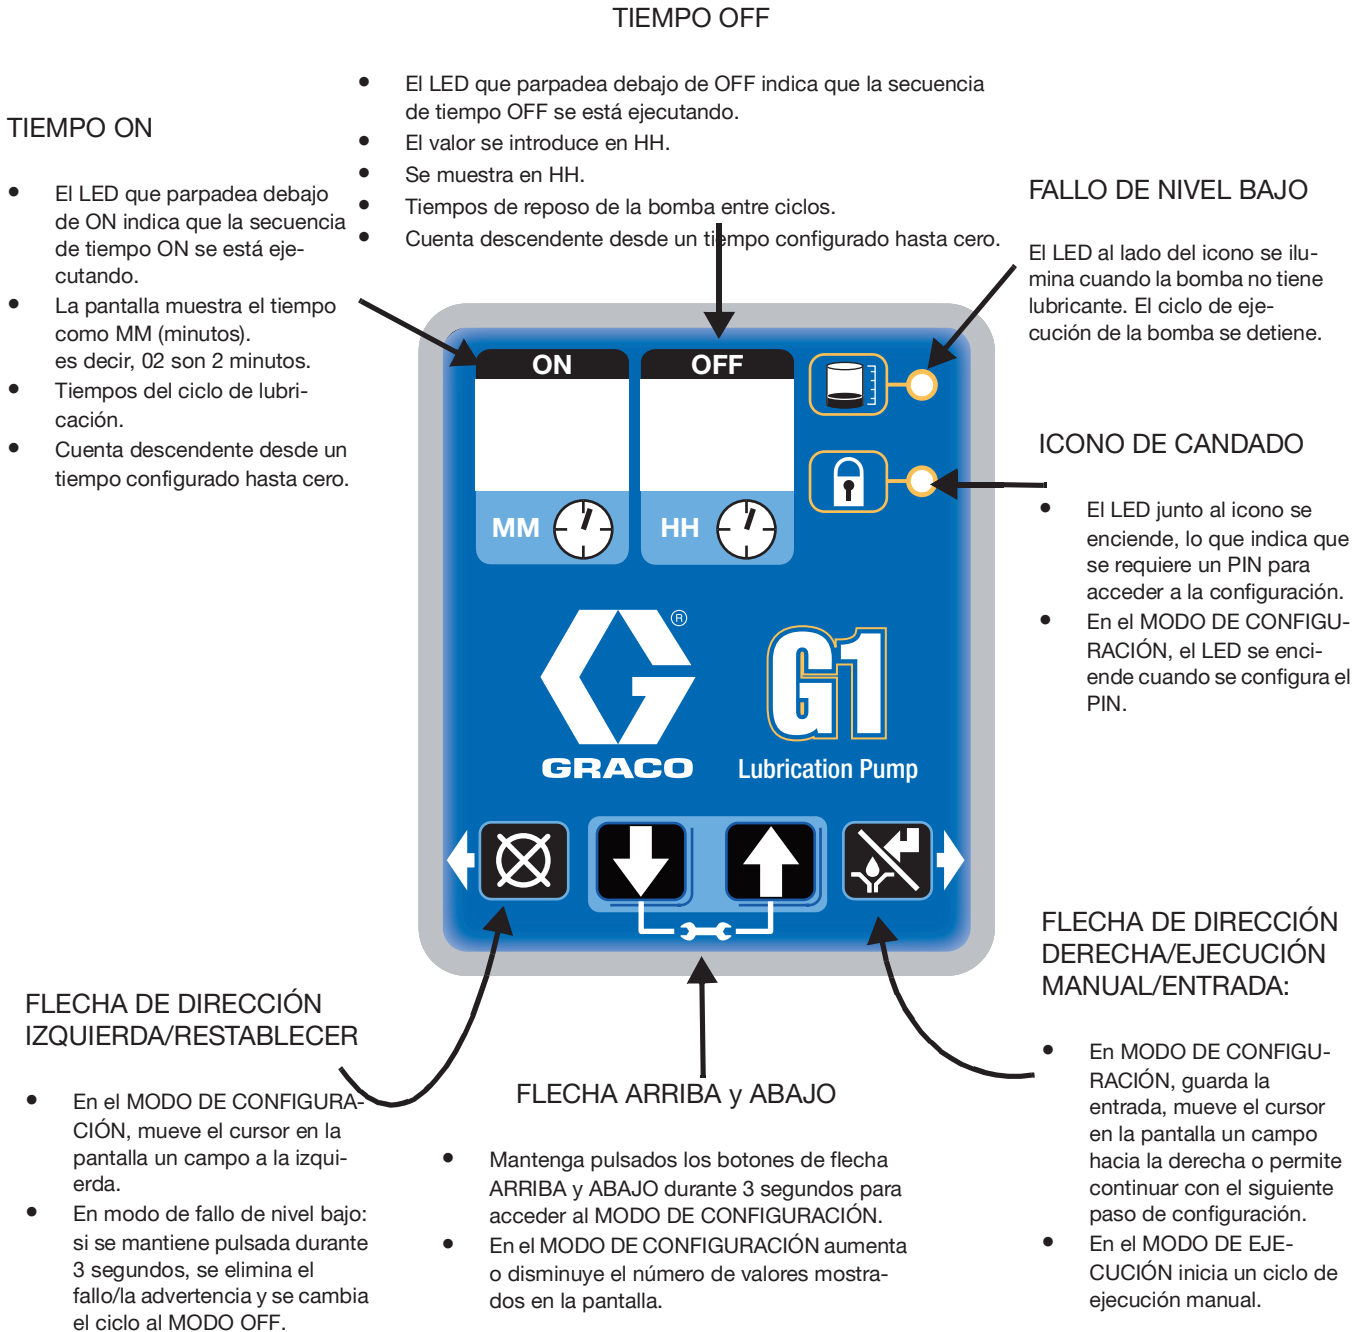 TIEMPO OFF
El LED que parpadea debajo de OFF indica que la secuencia
de tiempo OFF se está ejecutando.
El valor se introduce en HH.
Se muestra en HH.
Tiempos de reposo de la bomba entre ciclos.
Cuenta descendente desde un tiempo configurado hasta cero.
TIEMPO ON
El LED que parpadea debajo
de ON indica que la secuencia
de tiempo ON se está eje-
cutando.
La pantalla muestra el tiempo
como MM (minutos).
es decir, 02 son 2 minutos.
Tiempos del ciclo de lubri-
cación.
Cuenta descendente desde un
tiempo configurado hasta cero.
FALLO DE NIVEL BAJO
El LED al lado del icono se ilu-
mina cuando la bomba no tiene
lubricante. El ciclo de eje-
cución de la bomba se detiene.
ICONO DE CANDADO
El LED junto al icono se
enciende, lo que indica que
se requiere un PIN para
acceder a la configuración.
En el MODO DE CONFIGU-
RACIÓN, el LED se enci-
ende cuando se configura el
PIN.
ON
OFF
MM
HH
®
GRACO
G1
Lubrication Pump
FLECHA DE DIRECCIÓN
IZQUIERDA/RESTABLECER
En el MODO DE CONFIGURA-
CIÓN, mueve el cursor en la
pantalla un campo a la izqui-
erda.
En modo de fallo de nivel bajo:
si se mantiene pulsada durante
3 segundos, se elimina el
fallo/la advertencia y se cambia
el ciclo al MODO OFF.
FLECHA ARRIBA y ABAJO
Mantenga pulsados los botones de flecha
ARRIBA y ABAJO durante 3 segundos para
acceder al MODO DE CONFIGURACIÓN.
En el MODO DE CONFIGURACIÓN aumenta
o disminuye el número de valores mostra-
dos en la pantalla.
FLECHA DE DIRECCIÓN
DERECHA/EJECUCIÓN
MANUAL/ENTRADA:
En MODO DE CONFIGU-
RACIÓN, guarda la
entrada, mueve el cursor
en la pantalla un campo
hacia la derecha o permite
continuar con el siguiente
paso de configuración.
En el MODO DE EJE-
CUCIÓN inicia un ciclo de
ejecución manual.